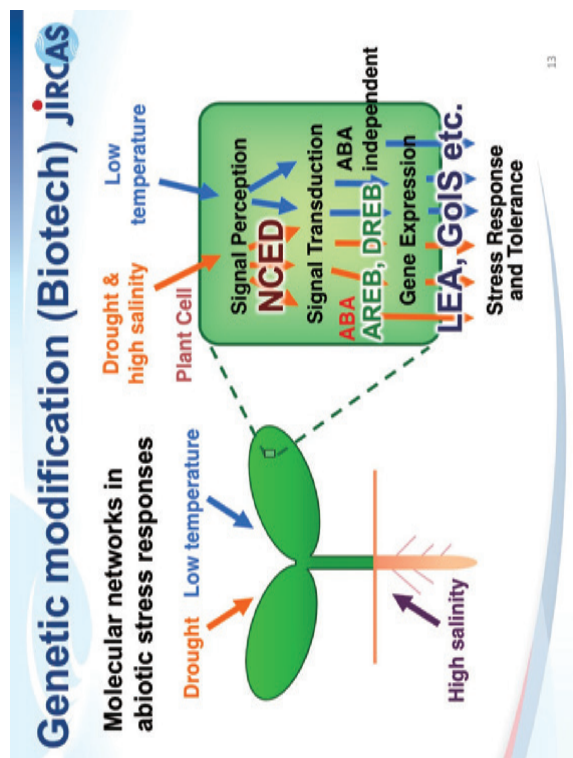 Genetic modification (Biotech) JIRCAS
Molecular networks in
abiotic stress responses
Drought
Low temperature
High salinity
Drought &
high salinity
Low
temperature
Plant Cell
Signal Perception
NCED
Signal Transduction
ABA
ABA
independent
AREB, DREB
Gene Expression
LEA, GolS etc.
Stress Response
and Tolerance
13